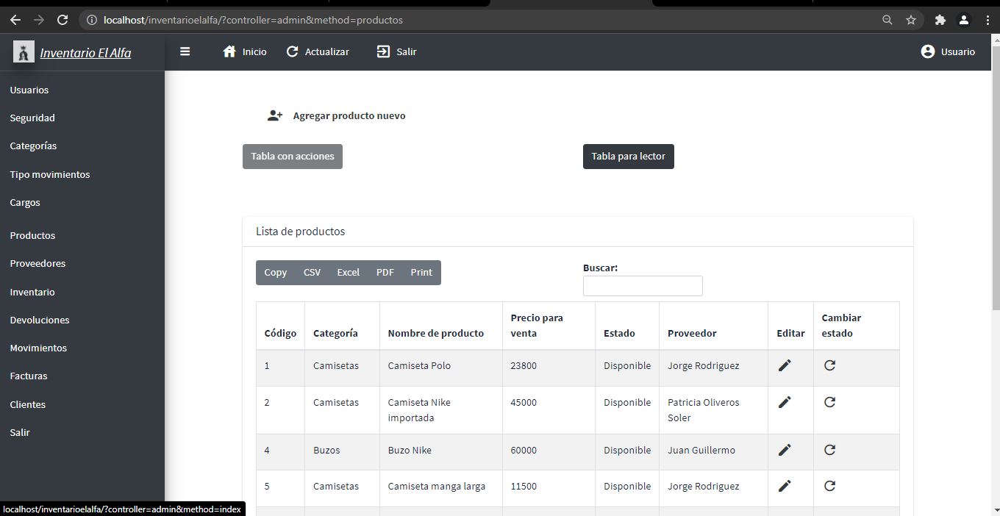 localhost/inventarioelalfa/?controller=admin&method=productos
Inventario El Alfa
Inicio
Actualizar
Salir
Usuario
Usuarios
Seguridad
Categorías
Tipo movimientos
Cargos
Productos
Proveedores
Inventario
Devoluciones
Movimientos
Facturas
Clientes
Salir
Agregar producto nuevo
Tabla con acciones
Tabla para lector
Lista de productos
Copy CSV Excel PDF Print
Buscar:
Código Categoría Nombre de producto Precio para venta Estado Proveedor Editar Cambiar estado
1 Camisetas Camiseta Polo 23800 Disponible Jorge Rodriguez
2 Camisetas Camiseta Nike importada 45000 Disponible Patricia Oliveros Soler
4 Buzos Buzo Nike 60000 Disponible Juan Guillermo
5 Camisetas Camiseta manga larga 11500 Disponible Jorge Rodriguez
localhost/inventarioelalfa/?controller=admin&method=index